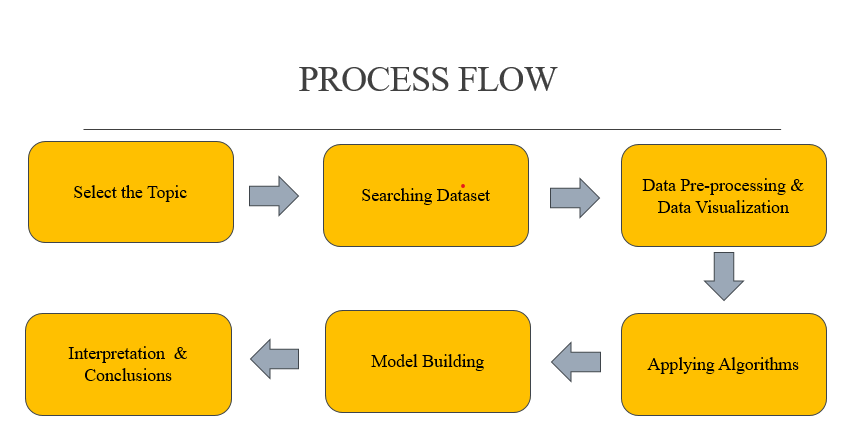 PROCESS FLOW
Select the Topic
Searching Dataset
Data Pre-processing &
Data Visualization
Applying Algorithms
Model Building
Interpretation  &
Conclusions